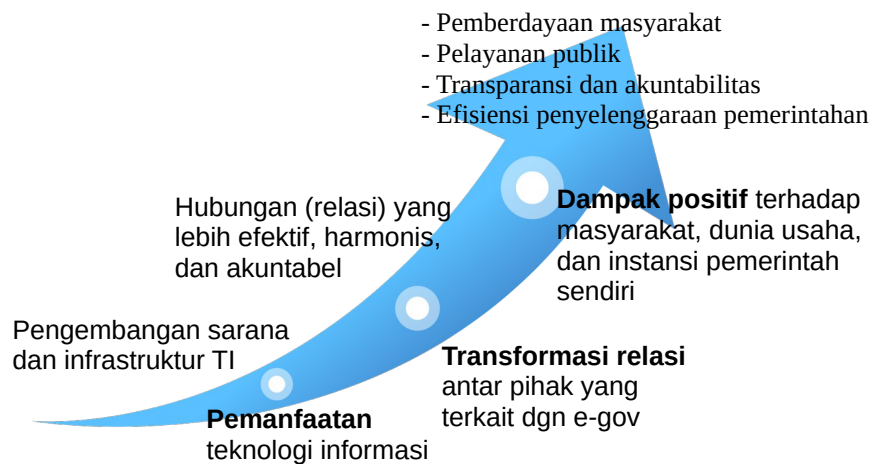 - Pemberdayaan masyarakat
- Pelayanan publik
- Transparansi dan akuntabilitas
- Efisiensi penyelenggaraan pemerintahan
Hubungan (relasi) yang
lebih efektif, harmonis,
dan akuntabel
Dampak positif terhadap
masyarakat, dunia usaha,
dan instansi pemerintah
sendiri
Pengembangan sarana
dan infrastruktur TI
Transformasi relasi
antar pihak yang
terkait dgn e-gov
Pemanfaatan
teknologi informasi